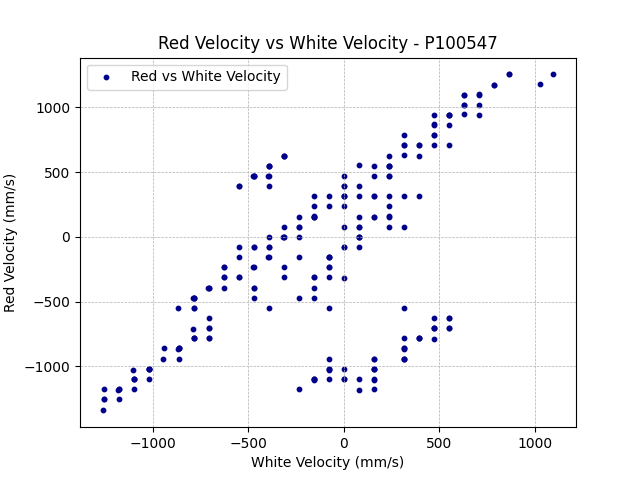 Red Velocity vs White Velocity - P100547
Red vs White Velocity
1000
500
0
−500
−1000
Red Velocity (mm/s)
−1000 −500 0 500 1000
White Velocity (mm/s)